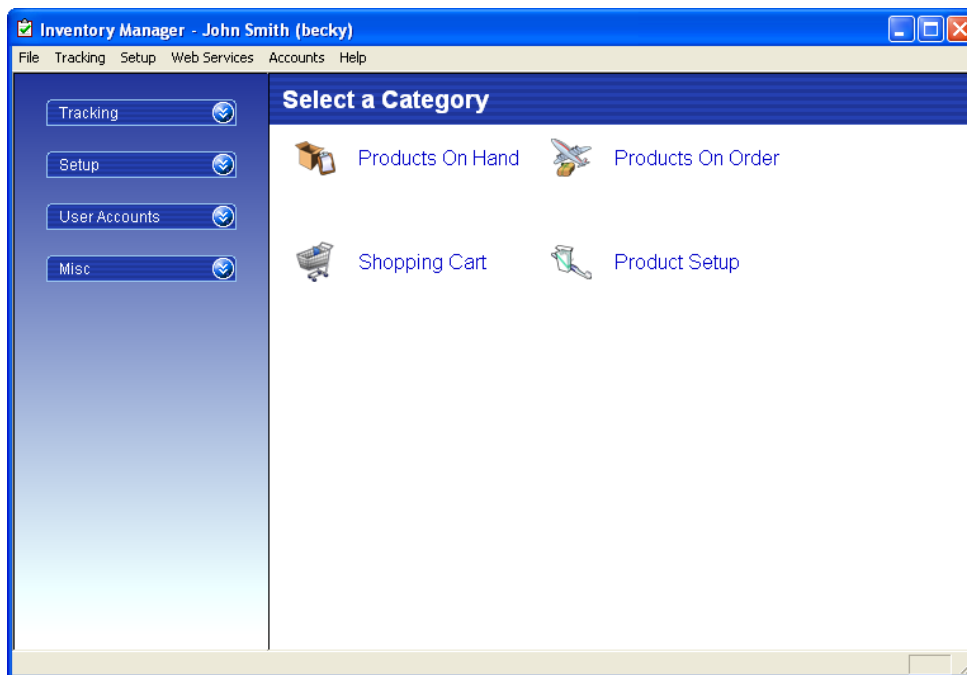 Inventory Manager - John Smith (becky)
File Tracking Setup Web Services Accounts Help
Tracking
Setup
User Accounts
Misc
Select a Category
Products On Hand
Products On Order
Shopping Cart
Product Setup